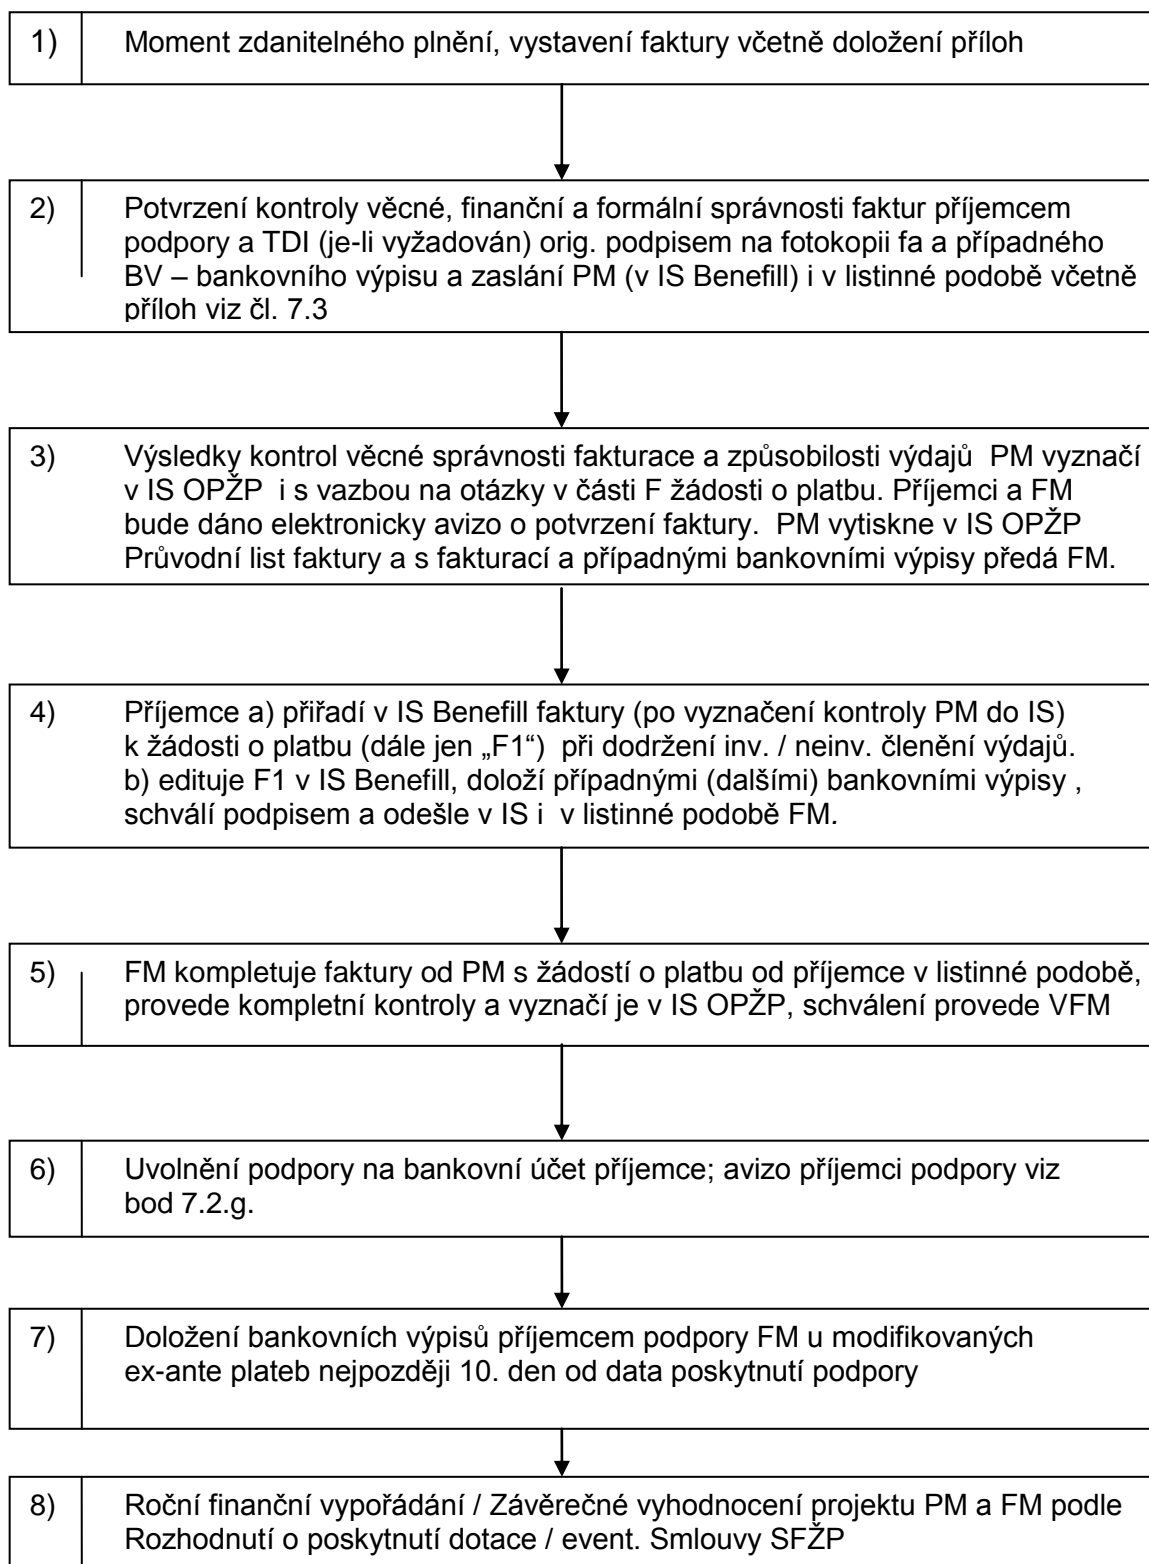 1) Moment zdanitelného plnění, vystavení faktury včetně doložení příloh
2) Potvrzení kontroly věcné, finanční a formální správnosti faktur příjemcem
podpory a TDI (je-li vyžadován) orig. podpisem na fotokopii fa a případného
BV – bankovního výpisu a zaslání PM (v IS Benefill) i v listinné podobě včetně
příloh viz čl. 7.3
3) Výsledky kontrol věcné správnosti fakturace a způsobilosti výdajů PM vyznačí
v IS OPŽP i s vazbou na otázky v části F žádosti o platbu. Příjemci a FM
bude dáno elektronicky avizo o potvrzení faktury. PM vytiskne v IS OPŽP
Průvodní list faktury a s fakturací a případnými bankovními výpisy předá FM.
4) Příjemce a) přiřadí v IS Benefill faktury (po vyznačení kontroly PM do IS)
k žádosti o platbu (dále jen „F1“) při dodržení inv. / neinv. členění výdajů.
b) edituje F1 v IS Benefill, doloží případnými (dalšími) bankovními výpisy ,
schválí podpisem a odešle v IS i v listinné podobě FM.
5) FM kompletuje faktury od PM s žádostí o platbu od příjemce v listinné podobě,
provede kompletní kontroly a vyznačí je v IS OPŽP, schválení provede VFM
6) Uvolnění podpory na bankovní účet příjemce; avizo příjemci podpory viz
bod 7.2.g.
7) Doložení bankovních výpisů příjemcem podpory FM u modifikovaných
ex-ante plateb nejpozději 10. den od data poskytnutí podpory
8) Roční finanční vypořádání / Závěrečné vyhodnocení projektu PM a FM podle
Rozhodnutí o poskytnutí dotace / event. Smlouvy SFŽP